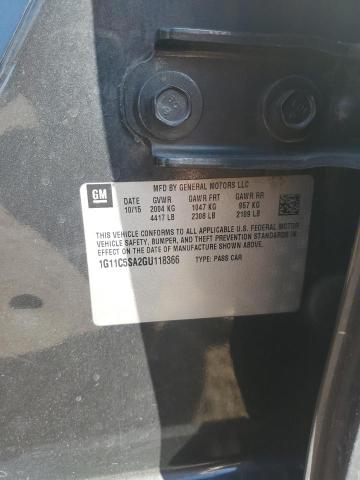 GM
MFD BY GENERAL MOTORS LLC
DATE GVWR GAWR FRT GAWR RR
10/15 2004 KG 1047 KG 957 KG
4417 LB 2308 LB 2109 LB
THIS VEHICLE CONFORMS TO ALL APPLICABLE U.S. FEDERAL MOTOR
VEHICLE SAFETY, BUMPER, AND THEFT PREVENTION STANDARDS IN
EFFECT ON THE DATE OF MANUFACTURE SHOWN ABOVE.
1G11C5SA2GU118366 TYPE: PASS CAR